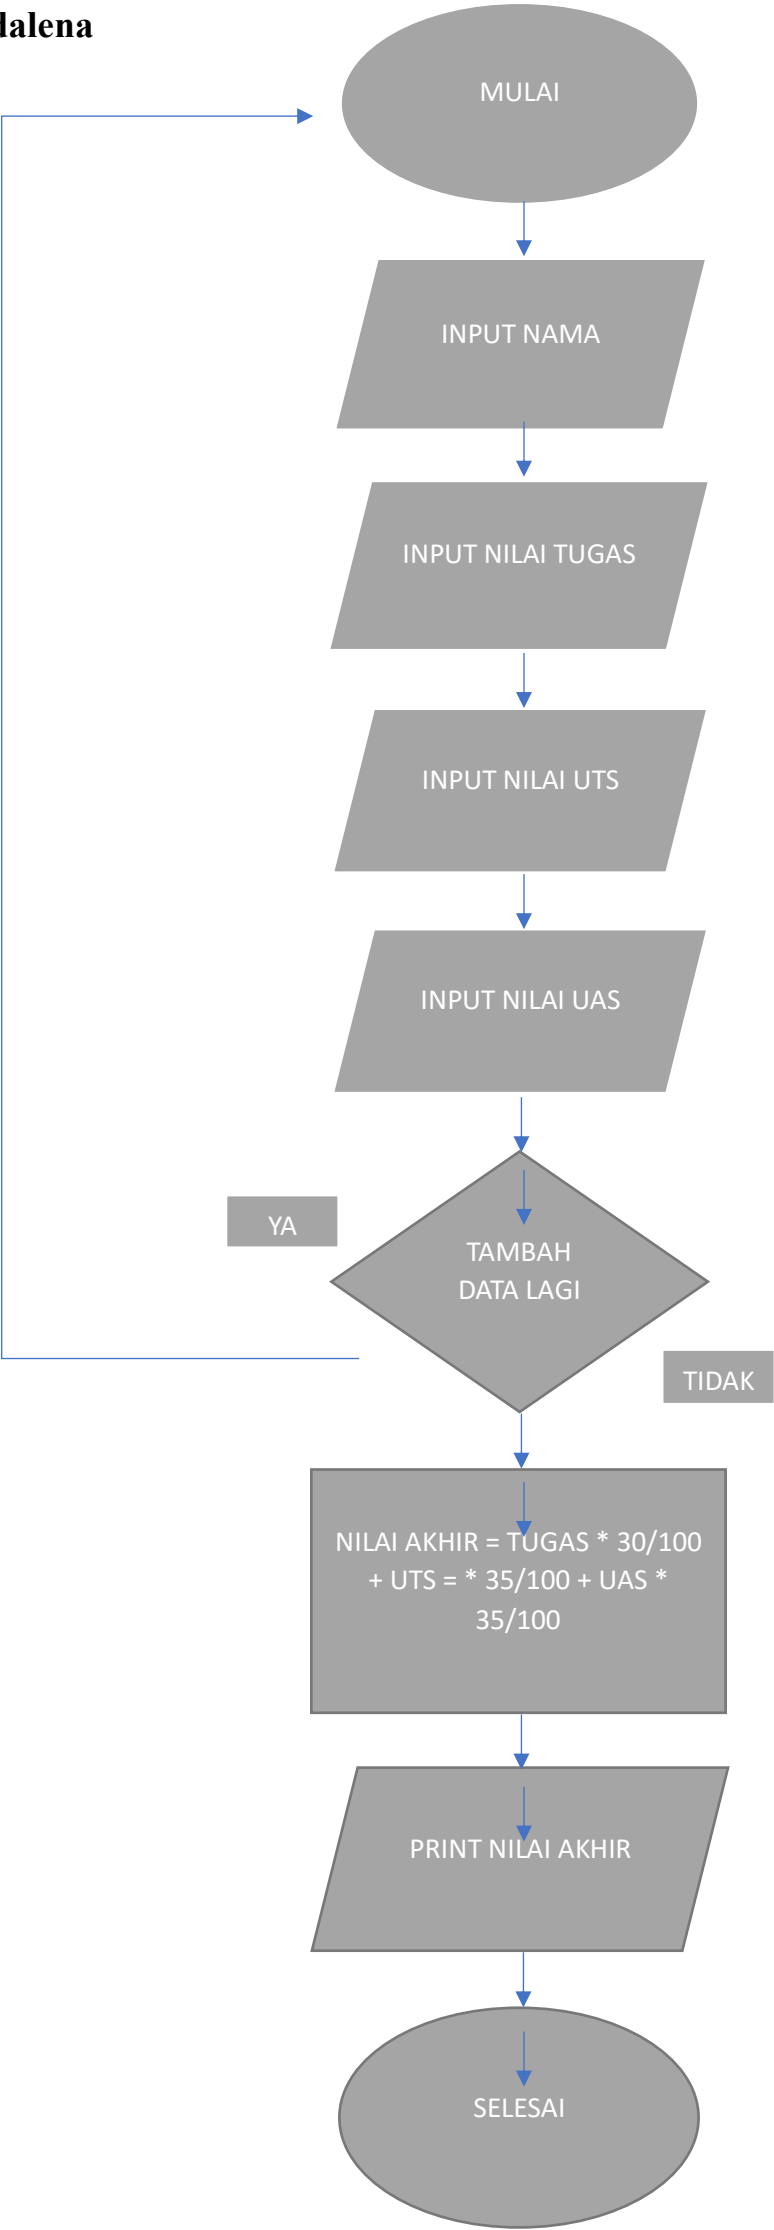 MULAI
INPUT NAMA
INPUT NILAI TUGAS
INPUT NILAI UTS
INPUT NILAI UAS
YA
TAMBAH
DATA LAGI
TIDAK
NILAI AKHIR = TUGAS * 30/100
+ UTS = * 35/100 + UAS *
35/100
PRINT NILAI AKHIR
SELESAI